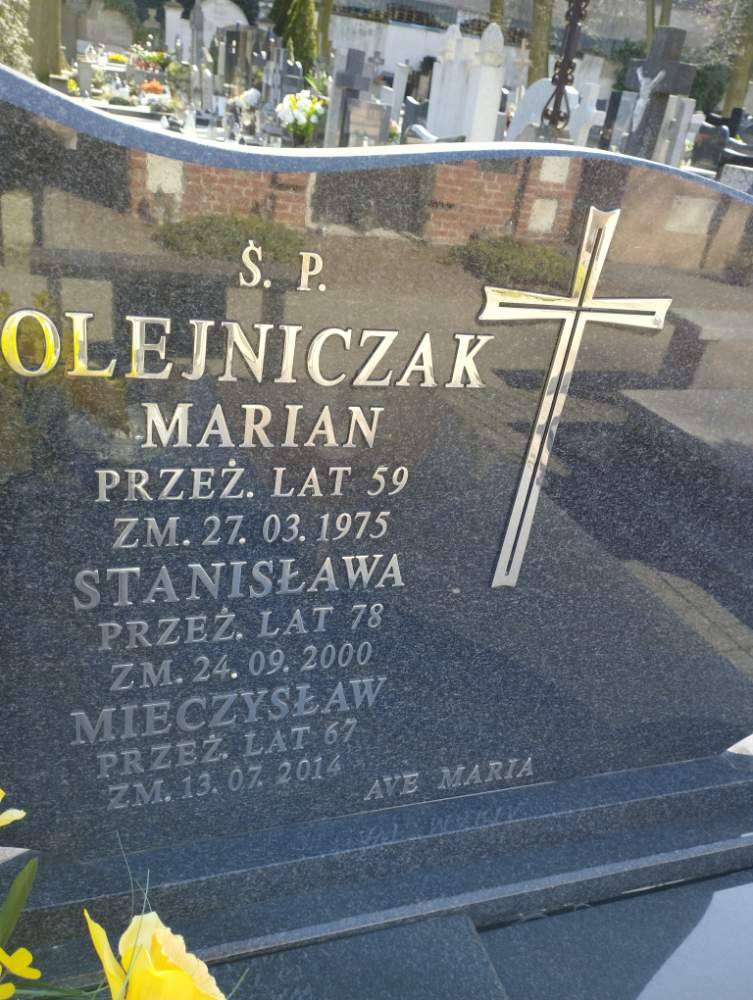 Ś. P.
OLEJNICZAK
MARIAN
PRZEŻ. LAT 59
ZM. 27. 03. 1975
STANISŁAWA
PRZEŻ. LAT 78
ZM. 24. 09. 2000
MIECZYSŁAW
PRZEŻ. LAT 67
ZM. 13. 07. 2014
AVE MARIA